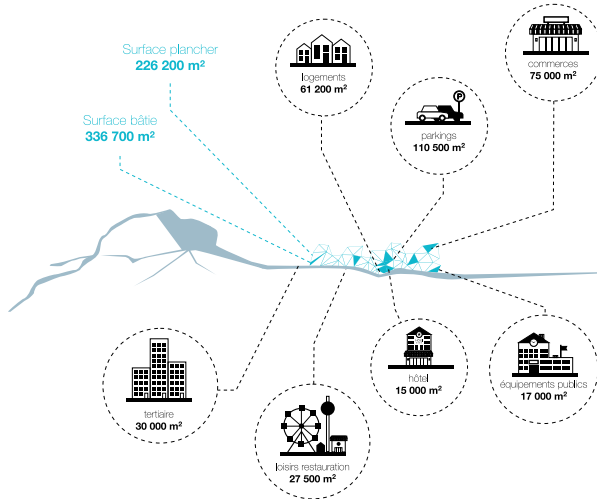 Surface plancher
226 200 m²
Surface bâtie
336 700 m²
logements
61 200 m²
P
parkings
110 500 m²
commerces
75 000 m²
tertiaire
30 000 m²
loisirs restauration
27 500 m²
hôtel
15 000 m²
équipements publics
17 000 m²